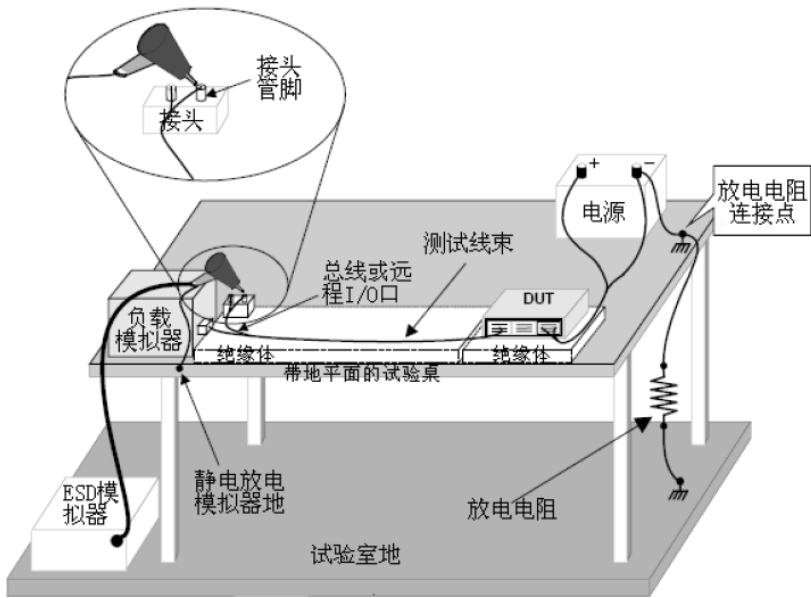 接头
管脚
接头
+ −
电源
放电电阻
连接点
测试线束
总线或远
程I/O口
DUT
负载
模拟器
绝缘体
绝缘体
带地平面的试验桌
静电放电
模拟器地
ESD模
拟器
放电电阻
试验室地